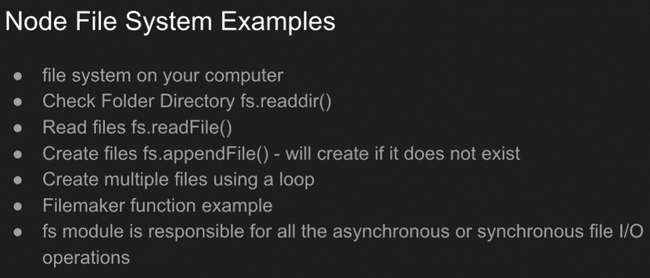 Node File System Examples
● file system on your computer
● Check Folder Directory fs.readdir()
● Read files fs.readFile()
● Create files fs.appendFile() - will create if it does not exist
● Create multiple files using a loop
● Filemaker function example
● fs module is responsible for all the asynchronous or synchronous file I/O
operations